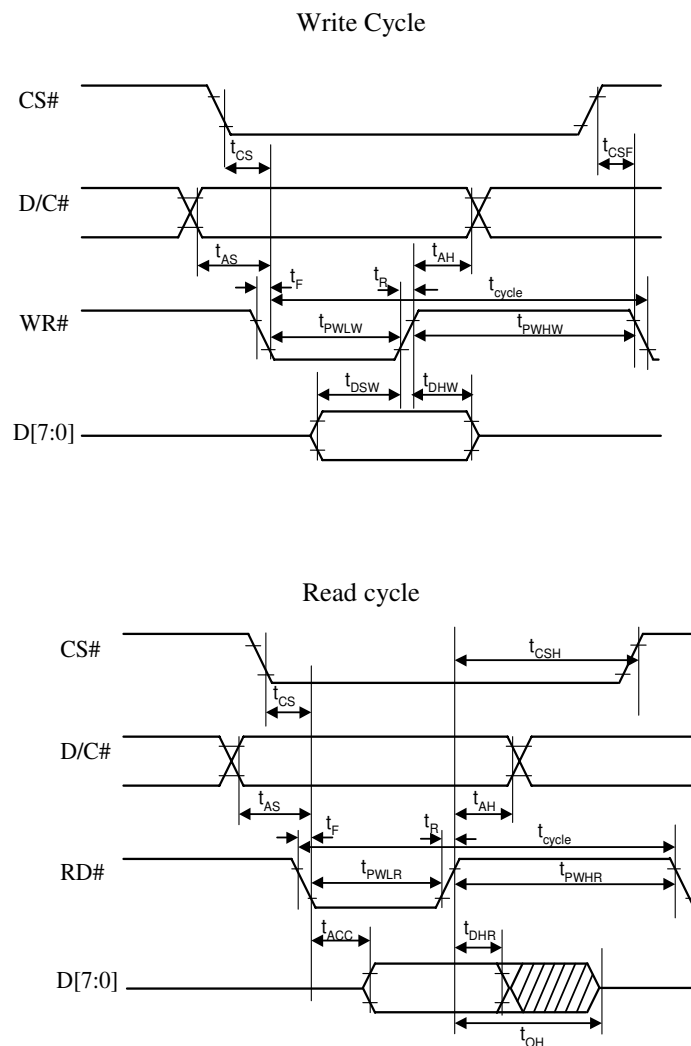 Write Cycle
CS#
tCS
tCSF
D/C#
tAS
tAH
tF
tR
tcycle
WR#
tPWLW
tPWHW
tDSW
tDHW
D[7:0]
Read cycle
CS#
tCSH
tCS
D/C#
tAS
tAH
tF
tR
tcycle
RD#
tPWLR
tPWHR
tACC
tDHR
D[7:0]
tOH